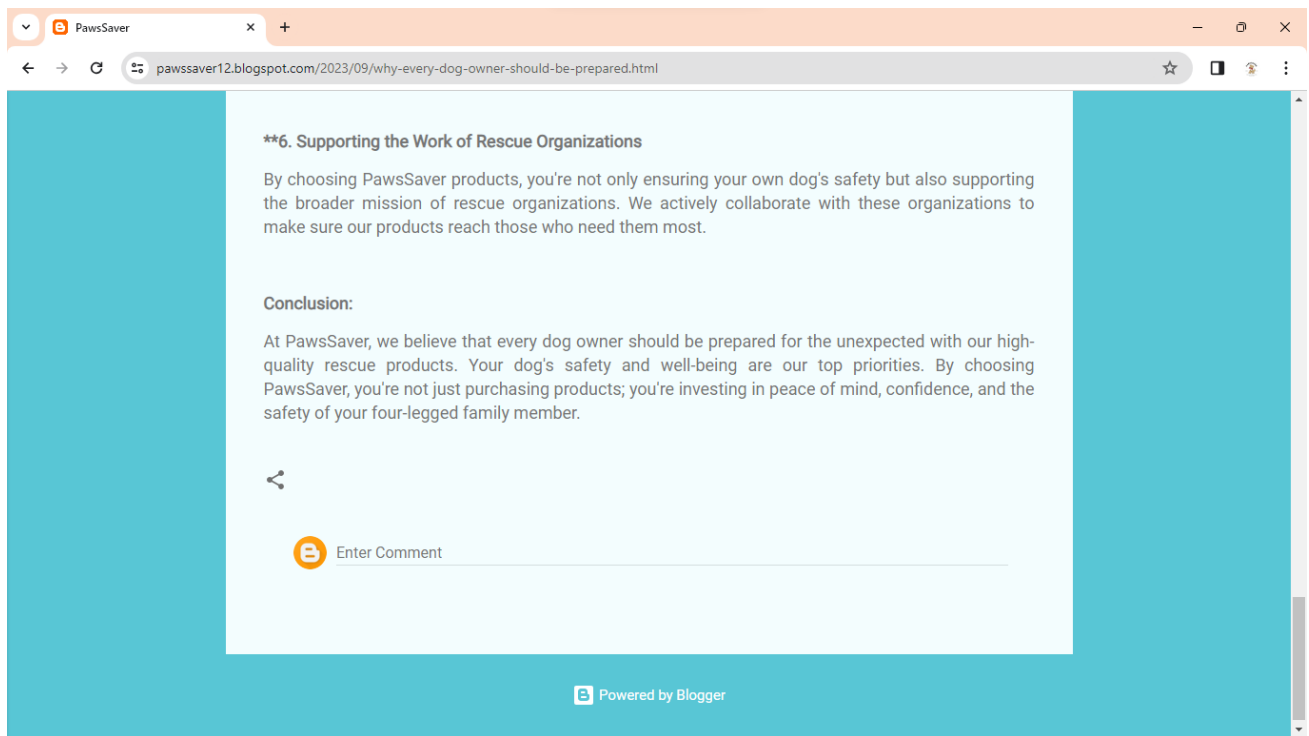 PawsSaver
pawssaver12.blogspot.com/2023/09/why-every-dog-owner-should-be-prepared.html
**6. Supporting the Work of Rescue Organizations
By choosing PawsSaver products, you're not only ensuring your own dog's safety but also supporting
the broader mission of rescue organizations. We actively collaborate with these organizations to
make sure our products reach those who need them most.
Conclusion:
At PawsSaver, we believe that every dog owner should be prepared for the unexpected with our high-
quality rescue products. Your dog's safety and well-being are our top priorities. By choosing
PawsSaver, you're not just purchasing products; you're investing in peace of mind, confidence, and the
safety of your four-legged family member.
Enter Comment
Powered by Blogger